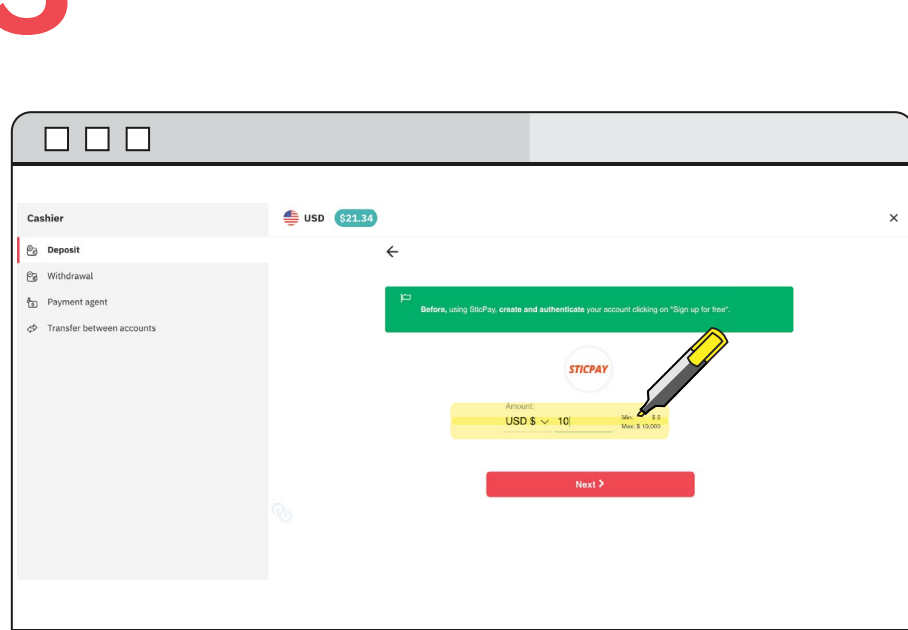 Cashier
USD $21.34
Deposit
Withdrawal
Payment agent
Transfer between accounts
Before, using SticPay, create and authenticate your account clicking on "Sign up for free".
STICPAY
Amount:
USD $ 10
Min: $ 5
Max: $ 10,000
Next